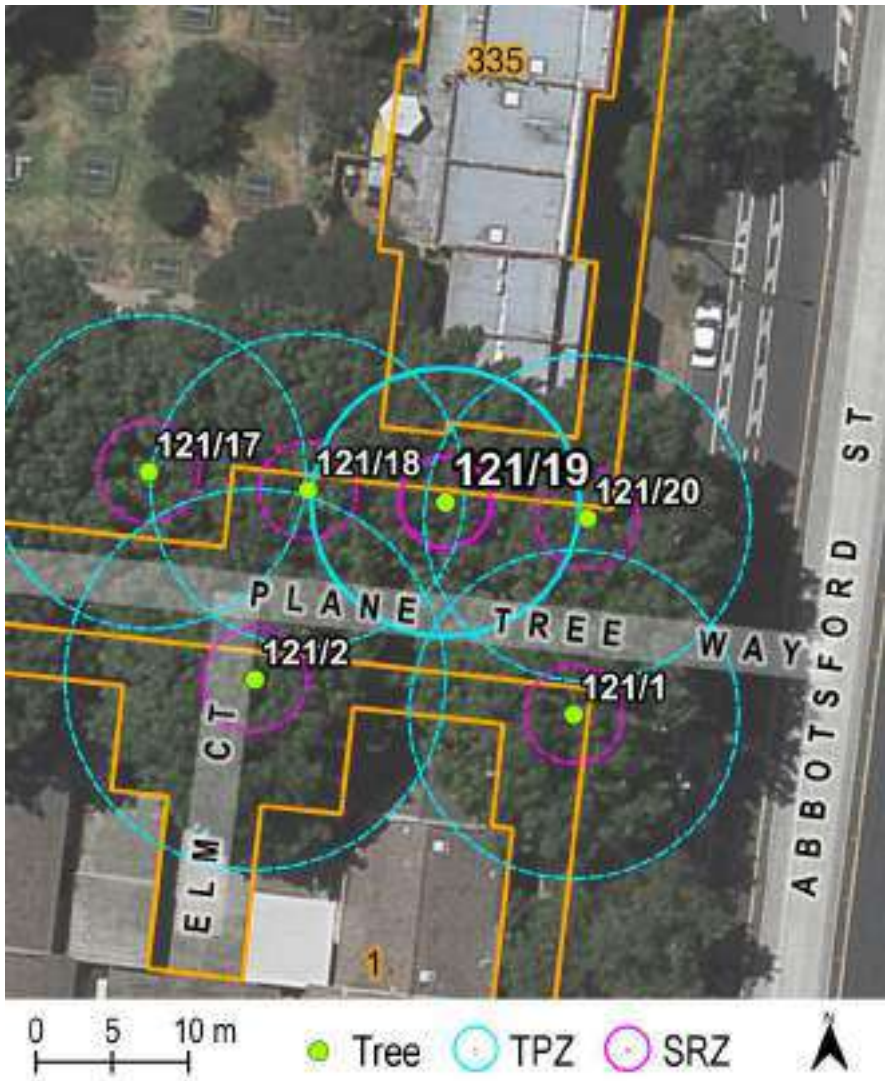 335
121/17
121/18
121/19
121/20
PLANE TREE WAY
121/2
121/1
ELM CT
ABBOTSFORD ST
1
0 5 10 m
Tree
TPZ
SRZ
N